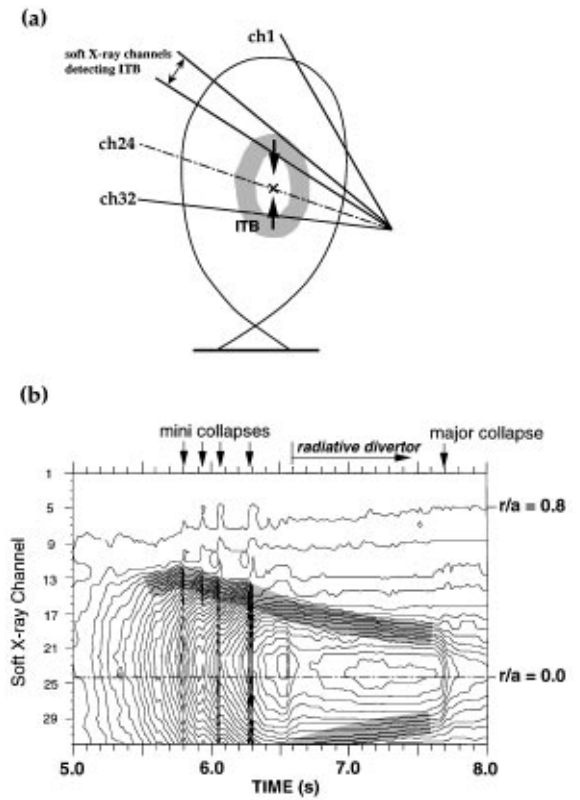 (a)
ch1
soft X-ray channels
detecting ITB
ch24
ch32
ITB
(b)
mini collapses
radiative divertor
major collapse
1
5
9
13
17
21
25
29
r/a = 0.8
r/a = 0.0
Soft X-ray Channel
5.0 6.0 7.0 8.0
TIME (s)